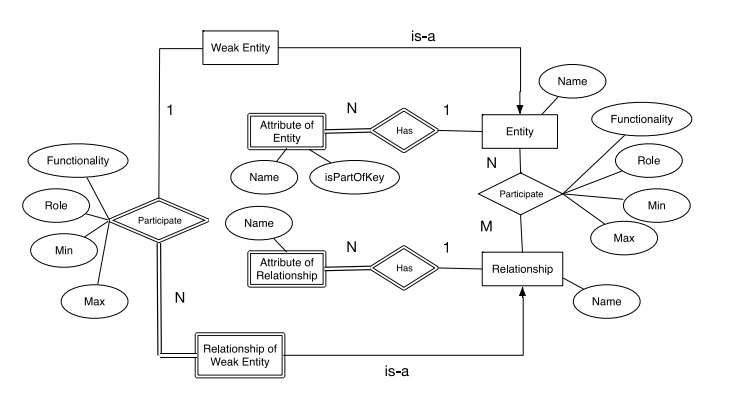 is-a
Weak Entity
Name
1
N
1
Attribute of
Entity
Has
Entity
Functionality
Functionality
Name
isPartOfKey
N
Role
Participate
Role
Participate
Min
Name
M
Min
Max
N
1
Attribute of
Relationship
Has
Relationship
Max
N
Name
Relationship of
Weak Entity
is-a